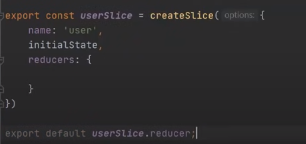 export const userSlice = createSlice( options: {
    name: 'user',
    initialState,
    reducers: {

    }
})

export default userSlice.reducer;